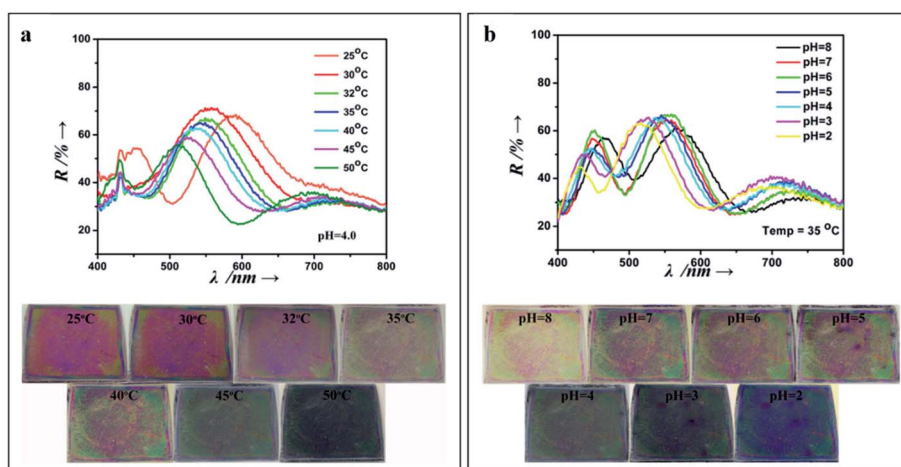 a
R /% →
100
80
60
40
20
25°C
30°C
32°C
35°C
40°C
45°C
50°C
pH=4.0
400 500 600 700 800
λ /nm →
25°C 30°C 32°C 35°C
40°C 45°C 50°C
b
R /% →
100
80
60
40
20
pH=8
pH=7
pH=6
pH=5
pH=4
pH=3
pH=2
Temp = 35 °C
400 500 600 700 800
λ /nm →
pH=8 pH=7 pH=6 pH=5
pH=4 pH=3 pH=2